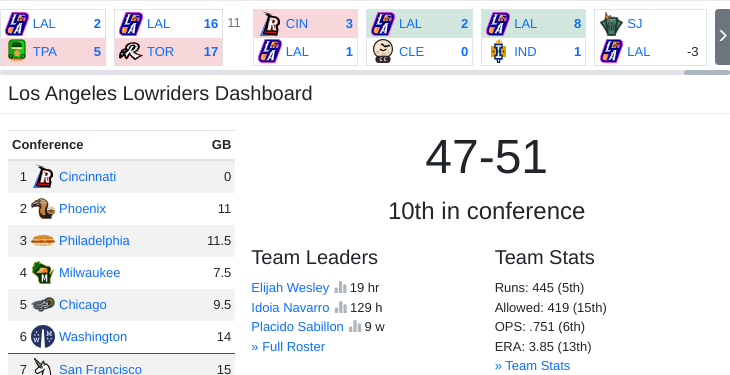 LAL 2
TPA 5
LAL 16
TOR 17
11
CIN 3
LAL 1
LAL 2
CLE 0
LAL 8
IND 1
SJ
LAL -3
Los Angeles Lowriders Dashboard
Conference GB
1 Cincinnati 0
2 Phoenix 11
3 Philadelphia 11.5
4 Milwaukee 7.5
5 Chicago 9.5
6 Washington 14
7 San Francisco 15
47-51
10th in conference
Team Leaders
Elijah Wesley 19 hr
Idoia Navarro 129 h
Placido Sabillon 9 w
» Full Roster
Team Stats
Runs: 445 (5th)
Allowed: 419 (15th)
OPS: .751 (6th)
ERA: 3.85 (13th)
» Team Stats